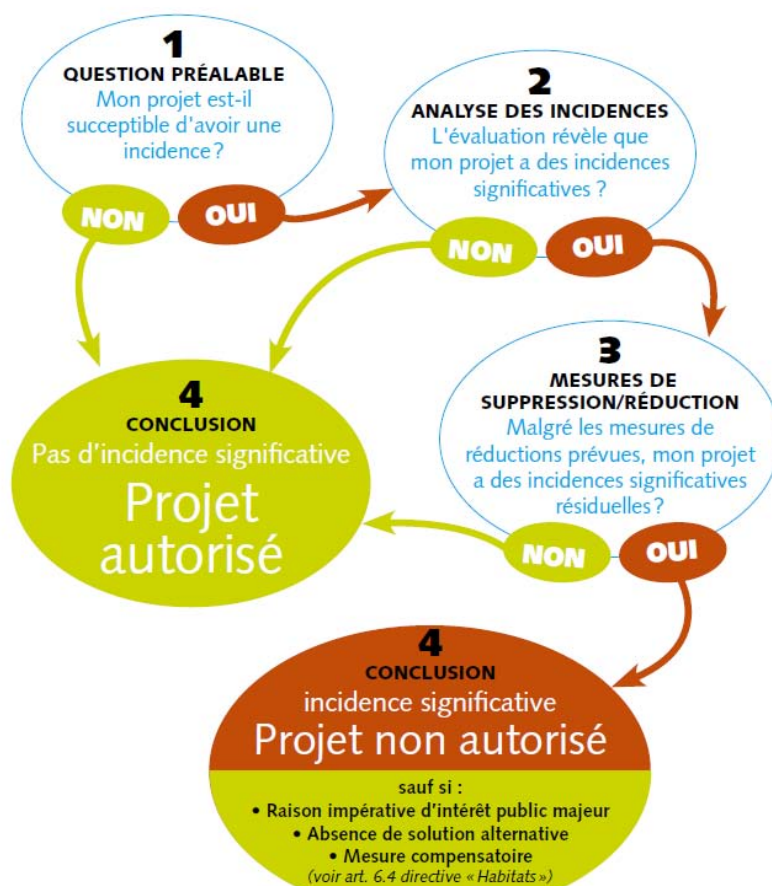 1
QUESTION PRÉALABLE
Mon projet est-il
succeptible d'avoir une
incidence ?
NON
OUI
2
ANALYSE DES INCIDENCES
L'évaluation révèle que
mon projet a des incidences
significatives ?
NON
OUI
3
MESURES DE
SUPPRESSION/RÉDUCTION
Malgré les mesures de
réductions prévues, mon projet
a des incidences significatives
résiduelles ?
NON
OUI
4
CONCLUSION
Pas d'incidence significative
Projet
autorisé
4
CONCLUSION
incidence significative
Projet non autorisé
sauf si :
• Raison impérative d'intérêt public majeur
• Absence de solution alternative
• Mesure compensatoire
(voir art. 6.4 directive « Habitats »)